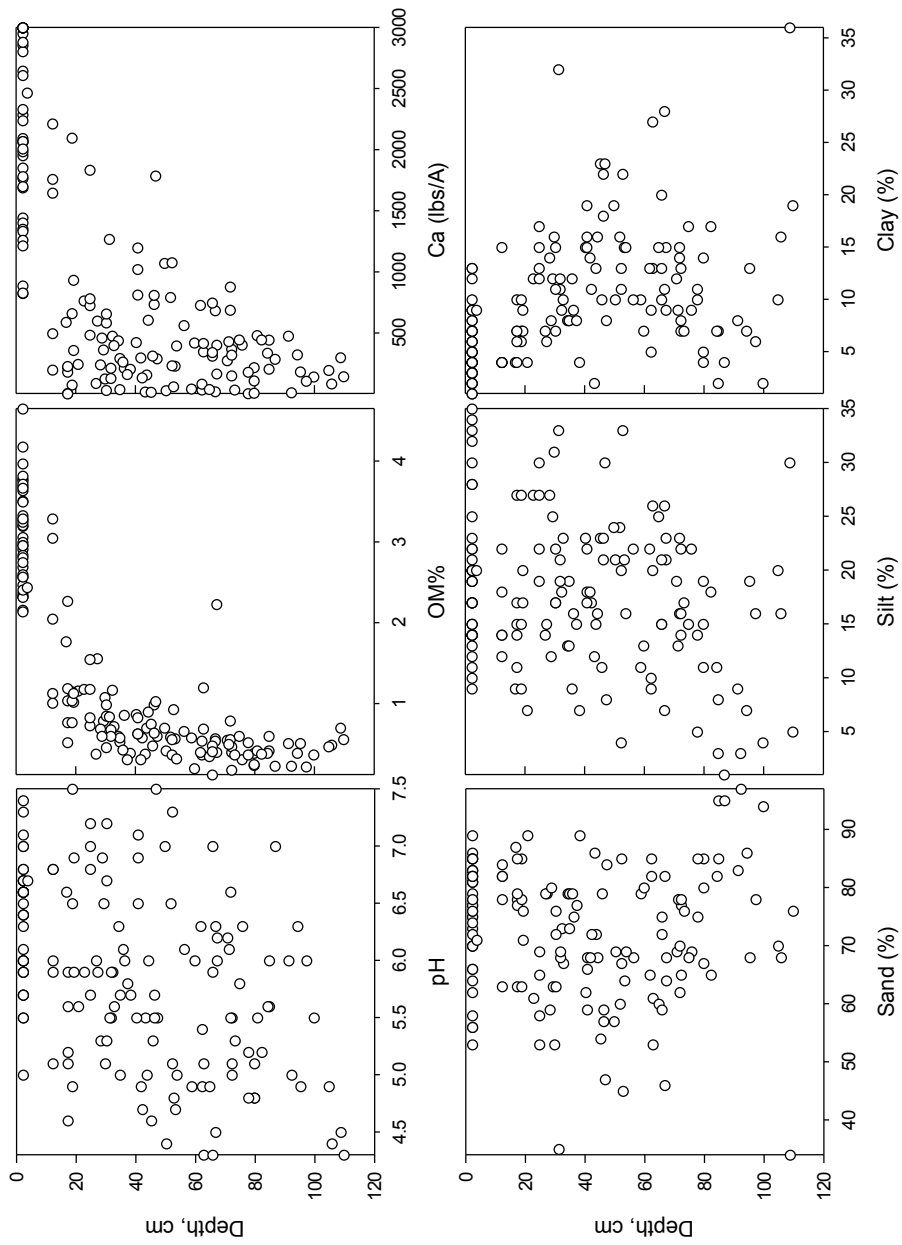 Depth, cm
0
20
40
60
80
100
120
4.5 5.0 5.5 6.0 6.5 7.0 7.5
pH
1 2 3 4
OM%
500 1000 1500 2000 2500 3000
Ca (lbs/A)
Depth, cm
0
20
40
60
80
100
120
40 50 60 70 80 90
Sand (%)
5 10 15 20 25 30 35
Silt (%)
5 10 15 20 25 30 35
Clay (%)